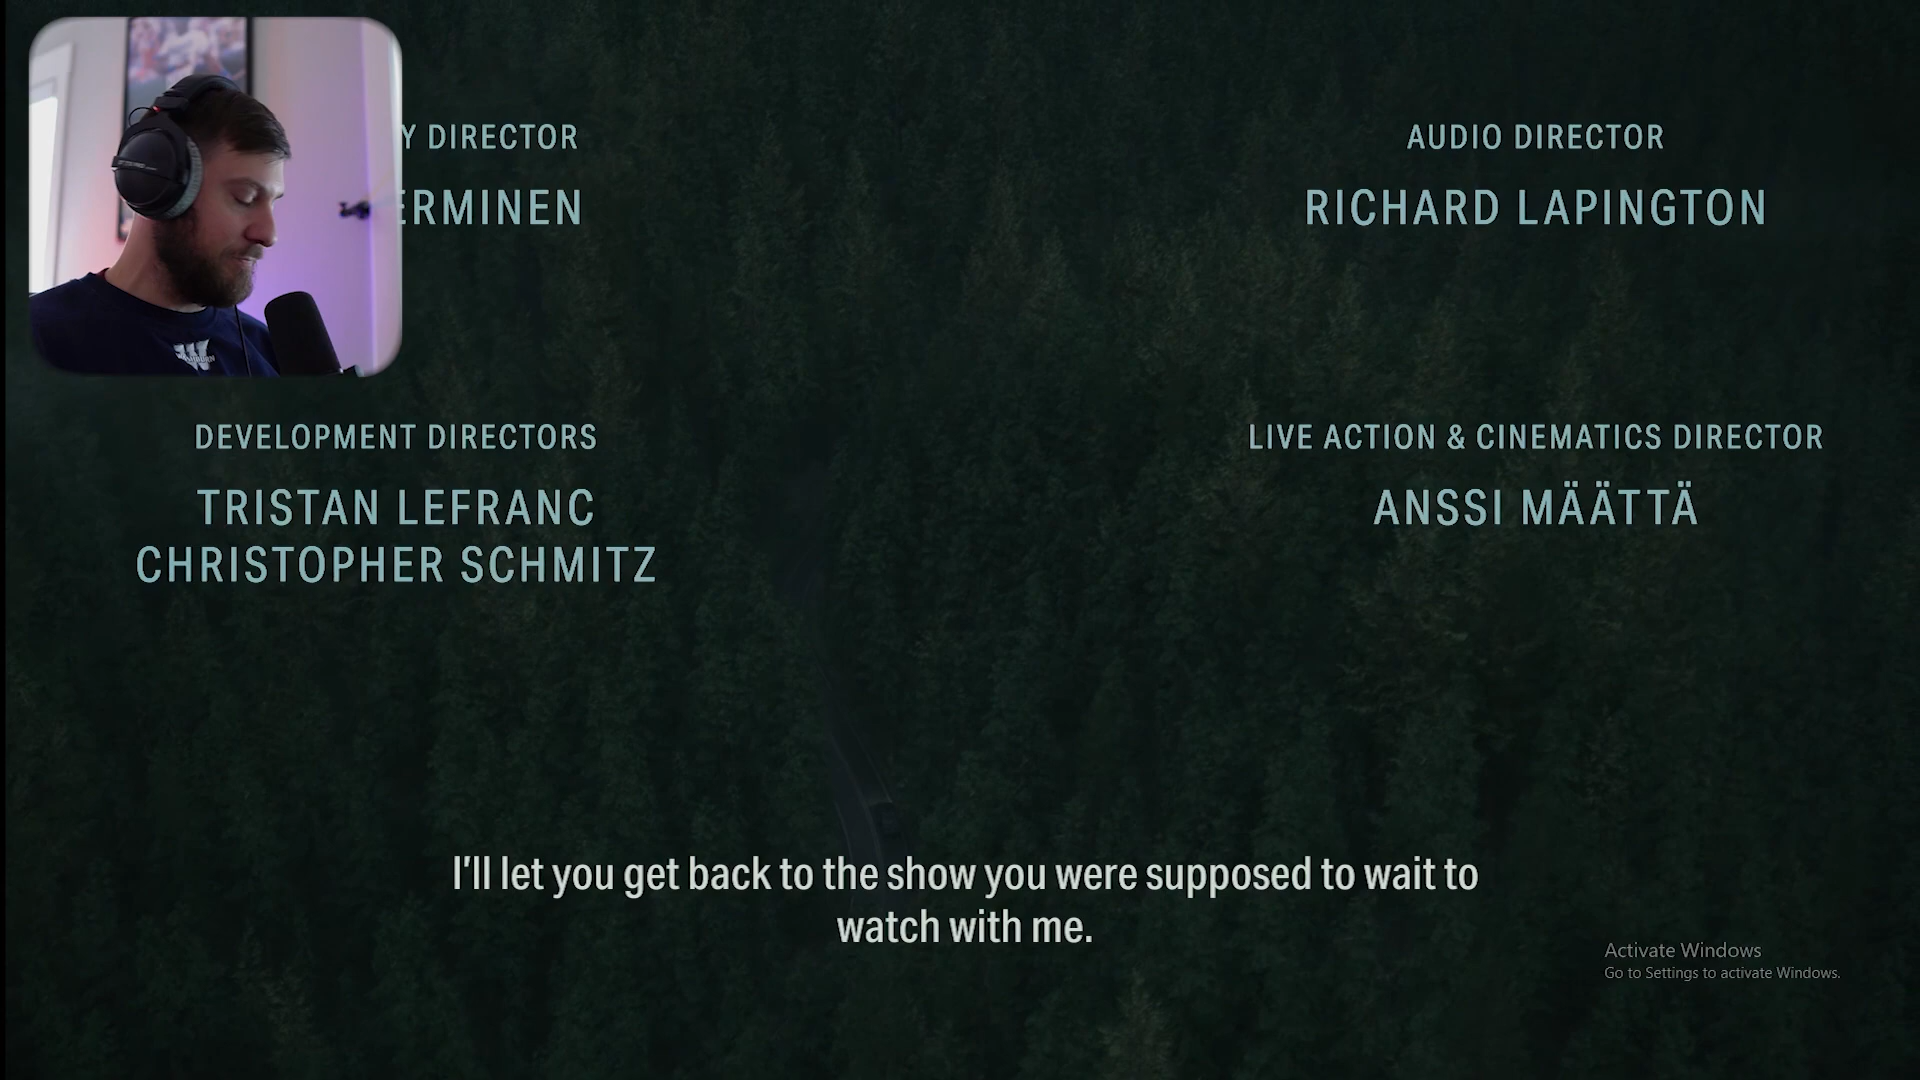 Y DIRECTOR
ERMINEN
AUDIO DIRECTOR
RICHARD LAPINGTON
DEVELOPMENT DIRECTORS
TRISTAN LEFRANC
CHRISTOPHER SCHMITZ
LIVE ACTION & CINEMATICS DIRECTOR
ANSSI MÄÄTTÄ
I'll let you get back to the show you were supposed to wait to
watch with me.
Activate Windows
Go to Settings to activate Windows.